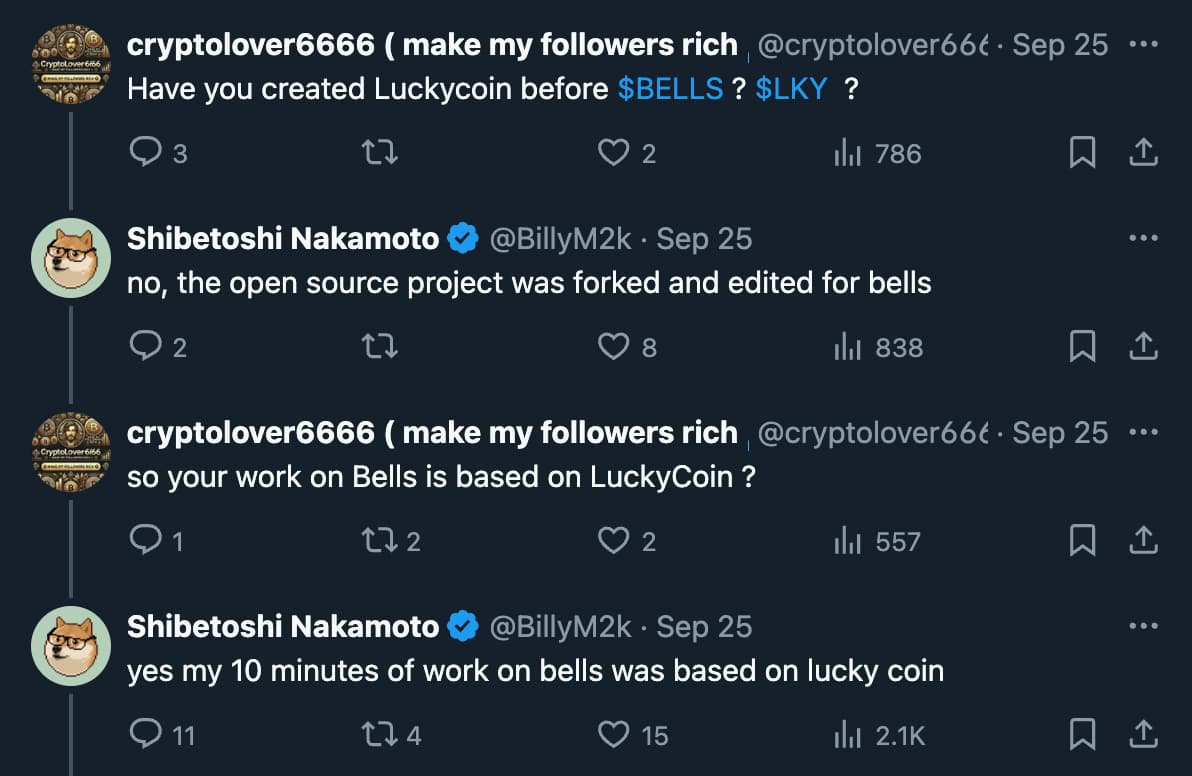 cryptolover6666 ( make my followers rich @cryptolover666 · Sep 25 ···
Have you created Luckycoin before $BELLS ? $LKY ?
3 2 786
Shibetoshi Nakamoto @BillyM2k · Sep 25 ···
no, the open source project was forked and edited for bells
2 8 838
cryptolover6666 ( make my followers rich @cryptolover666 · Sep 25 ···
so your work on Bells is based on LuckyCoin ?
1 2 2 557
Shibetoshi Nakamoto @BillyM2k · Sep 25 ···
yes my 10 minutes of work on bells was based on lucky coin
11 4 15 2.1K